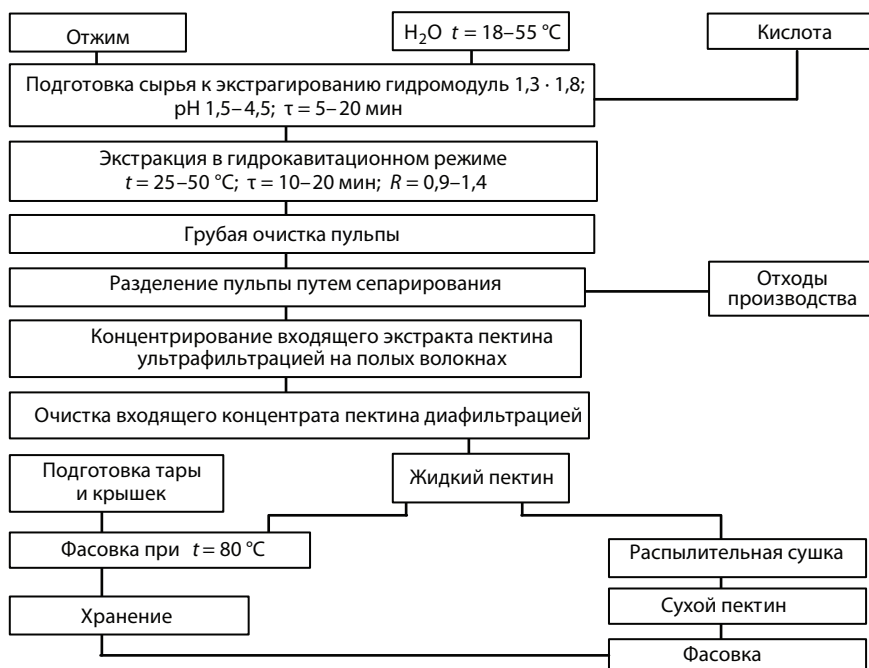 Отжим
H₂O t = 18–55 °C
Кислота
Подготовка сырья к экстрагированию гидромодуль 1,3 · 1,8;
pH 1,5–4,5; τ = 5–20 мин
Экстракция в гидрокавитационном режиме
t = 25–50 °C; τ = 10–20 мин; R = 0,9–1,4
Грубая очистка пульпы
Разделение пульпы путем сепарирования
Отходы
производства
Концентрирование входящего экстракта пектина
ультрафильтрацией на полых волокнах
Очистка входящего концентрата пектина диафильтрацией
Подготовка тары
и крышек
Жидкий пектин
Фасовка при t = 80 °C
Распылительная сушка
Хранение
Сухой пектин
Фасовка